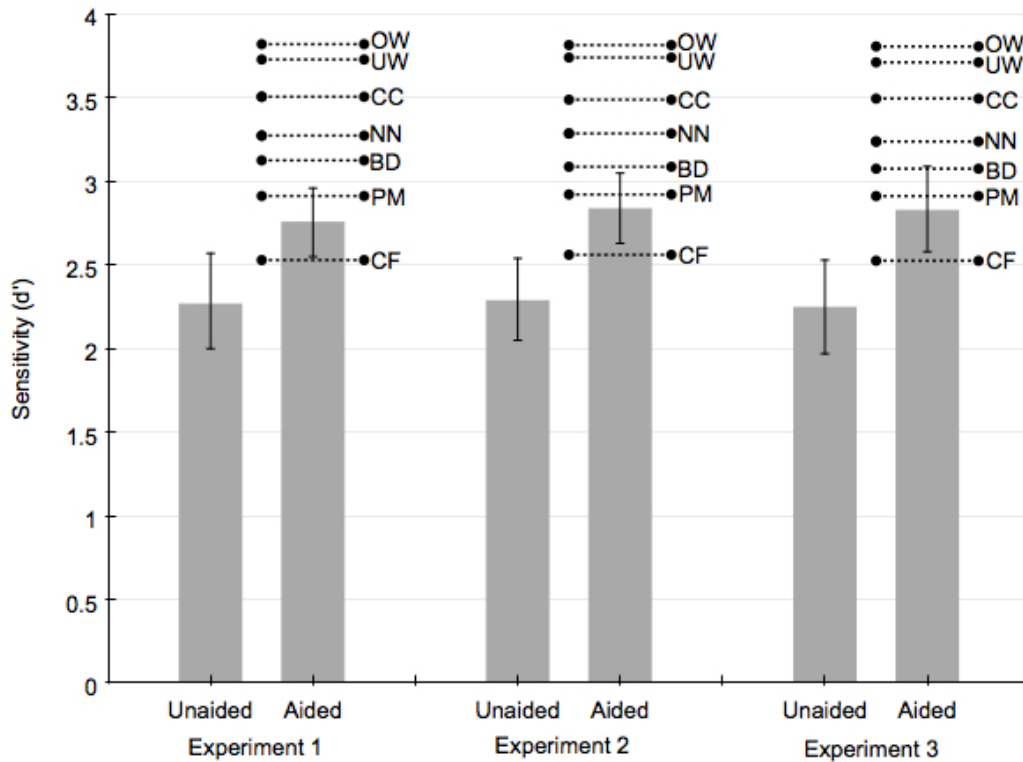 Sensitivity (d')
4
3.5
3
2.5
2
1.5
1
0.5
0
OW
UW
CC
NN
BD
PM
CF
OW
UW
CC
NN
BD
PM
CF
OW
UW
CC
NN
BD
PM
CF
Unaided Aided Unaided Aided Unaided Aided
Experiment 1 Experiment 2 Experiment 3